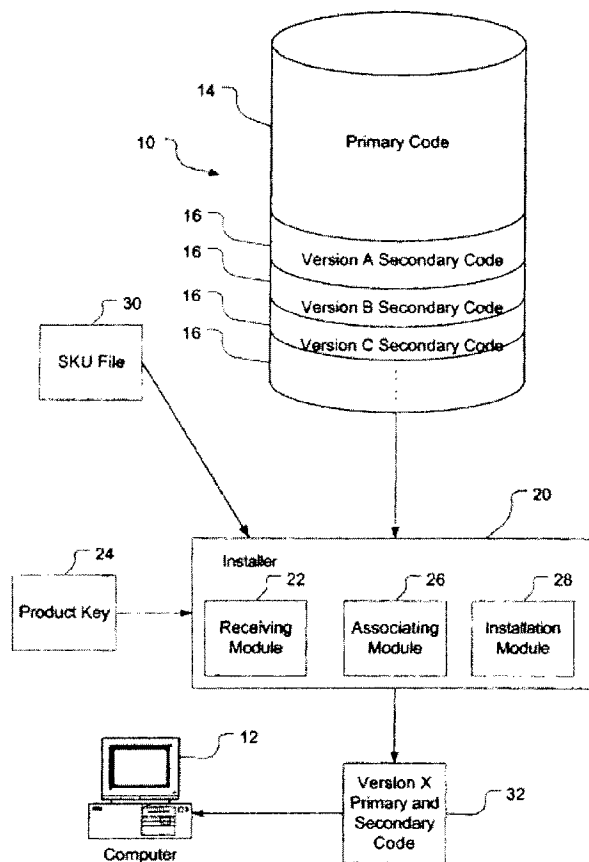 14
Primary Code
10
16
Version A Secondary Code
16
Version B Secondary Code
16
Version C Secondary Code
16
30
SKU File
20
Installer
24
Product Key
22
Receiving
Module
26
Associating
Module
28
Installation
Module
12
Computer
Version X
Primary and
Secondary
Code
32